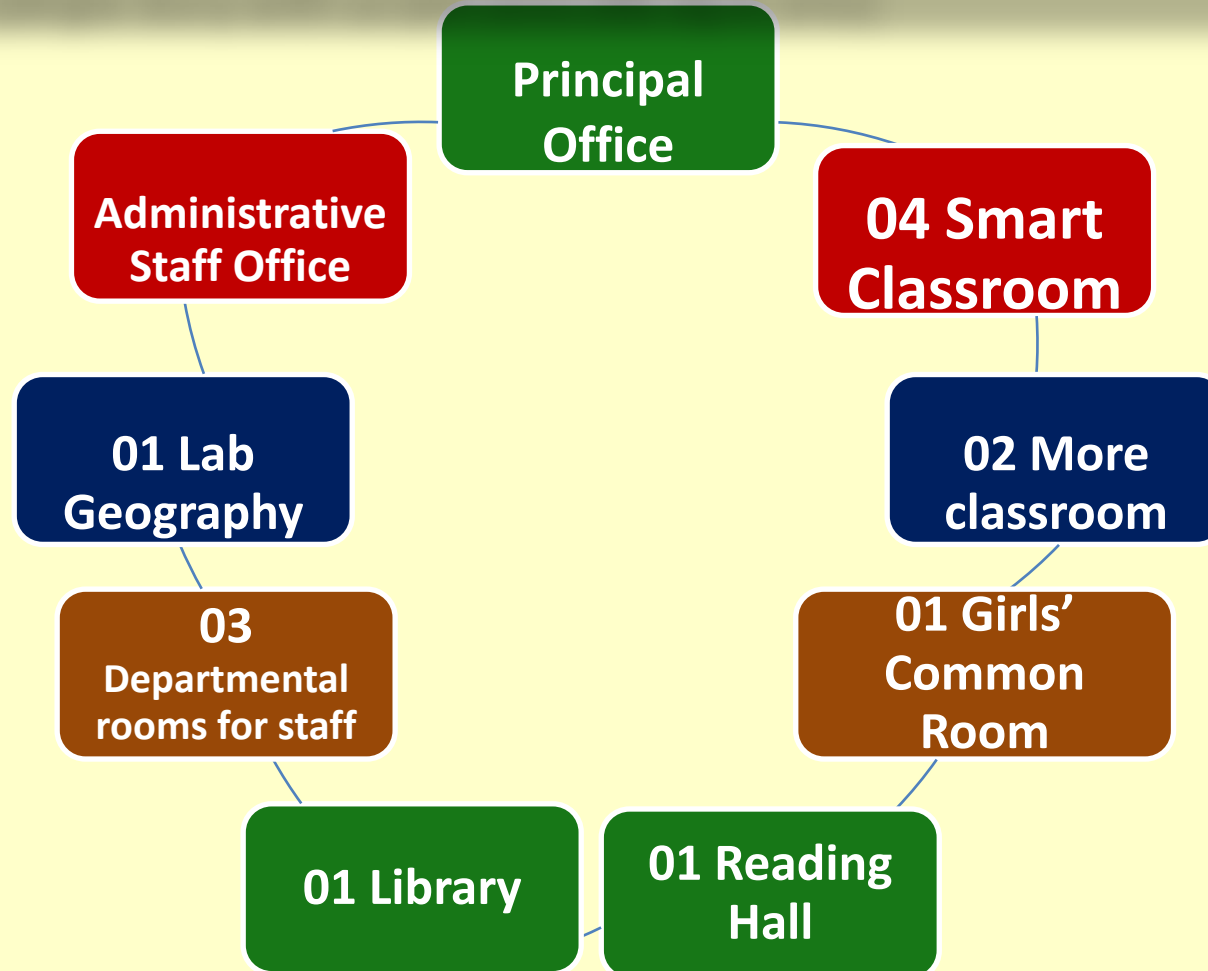 Principal
Office
04 Smart
Classroom
02 More
classroom
01 Girls’
Common
Room
01 Reading
Hall
01 Library
03
Departmental
rooms for staff
01 Lab
Geography
Administrative
Staff Office